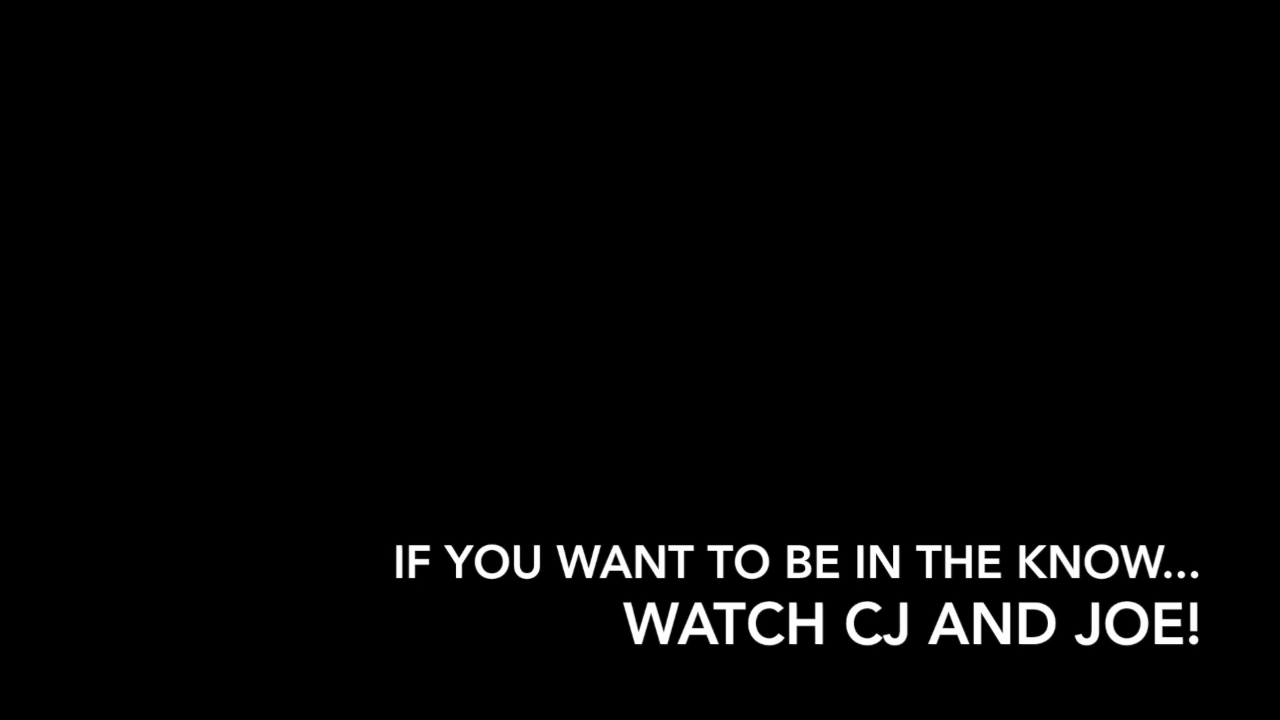 IF YOU WANT TO BE IN THE KNOW...
WATCH CJ AND JOE!